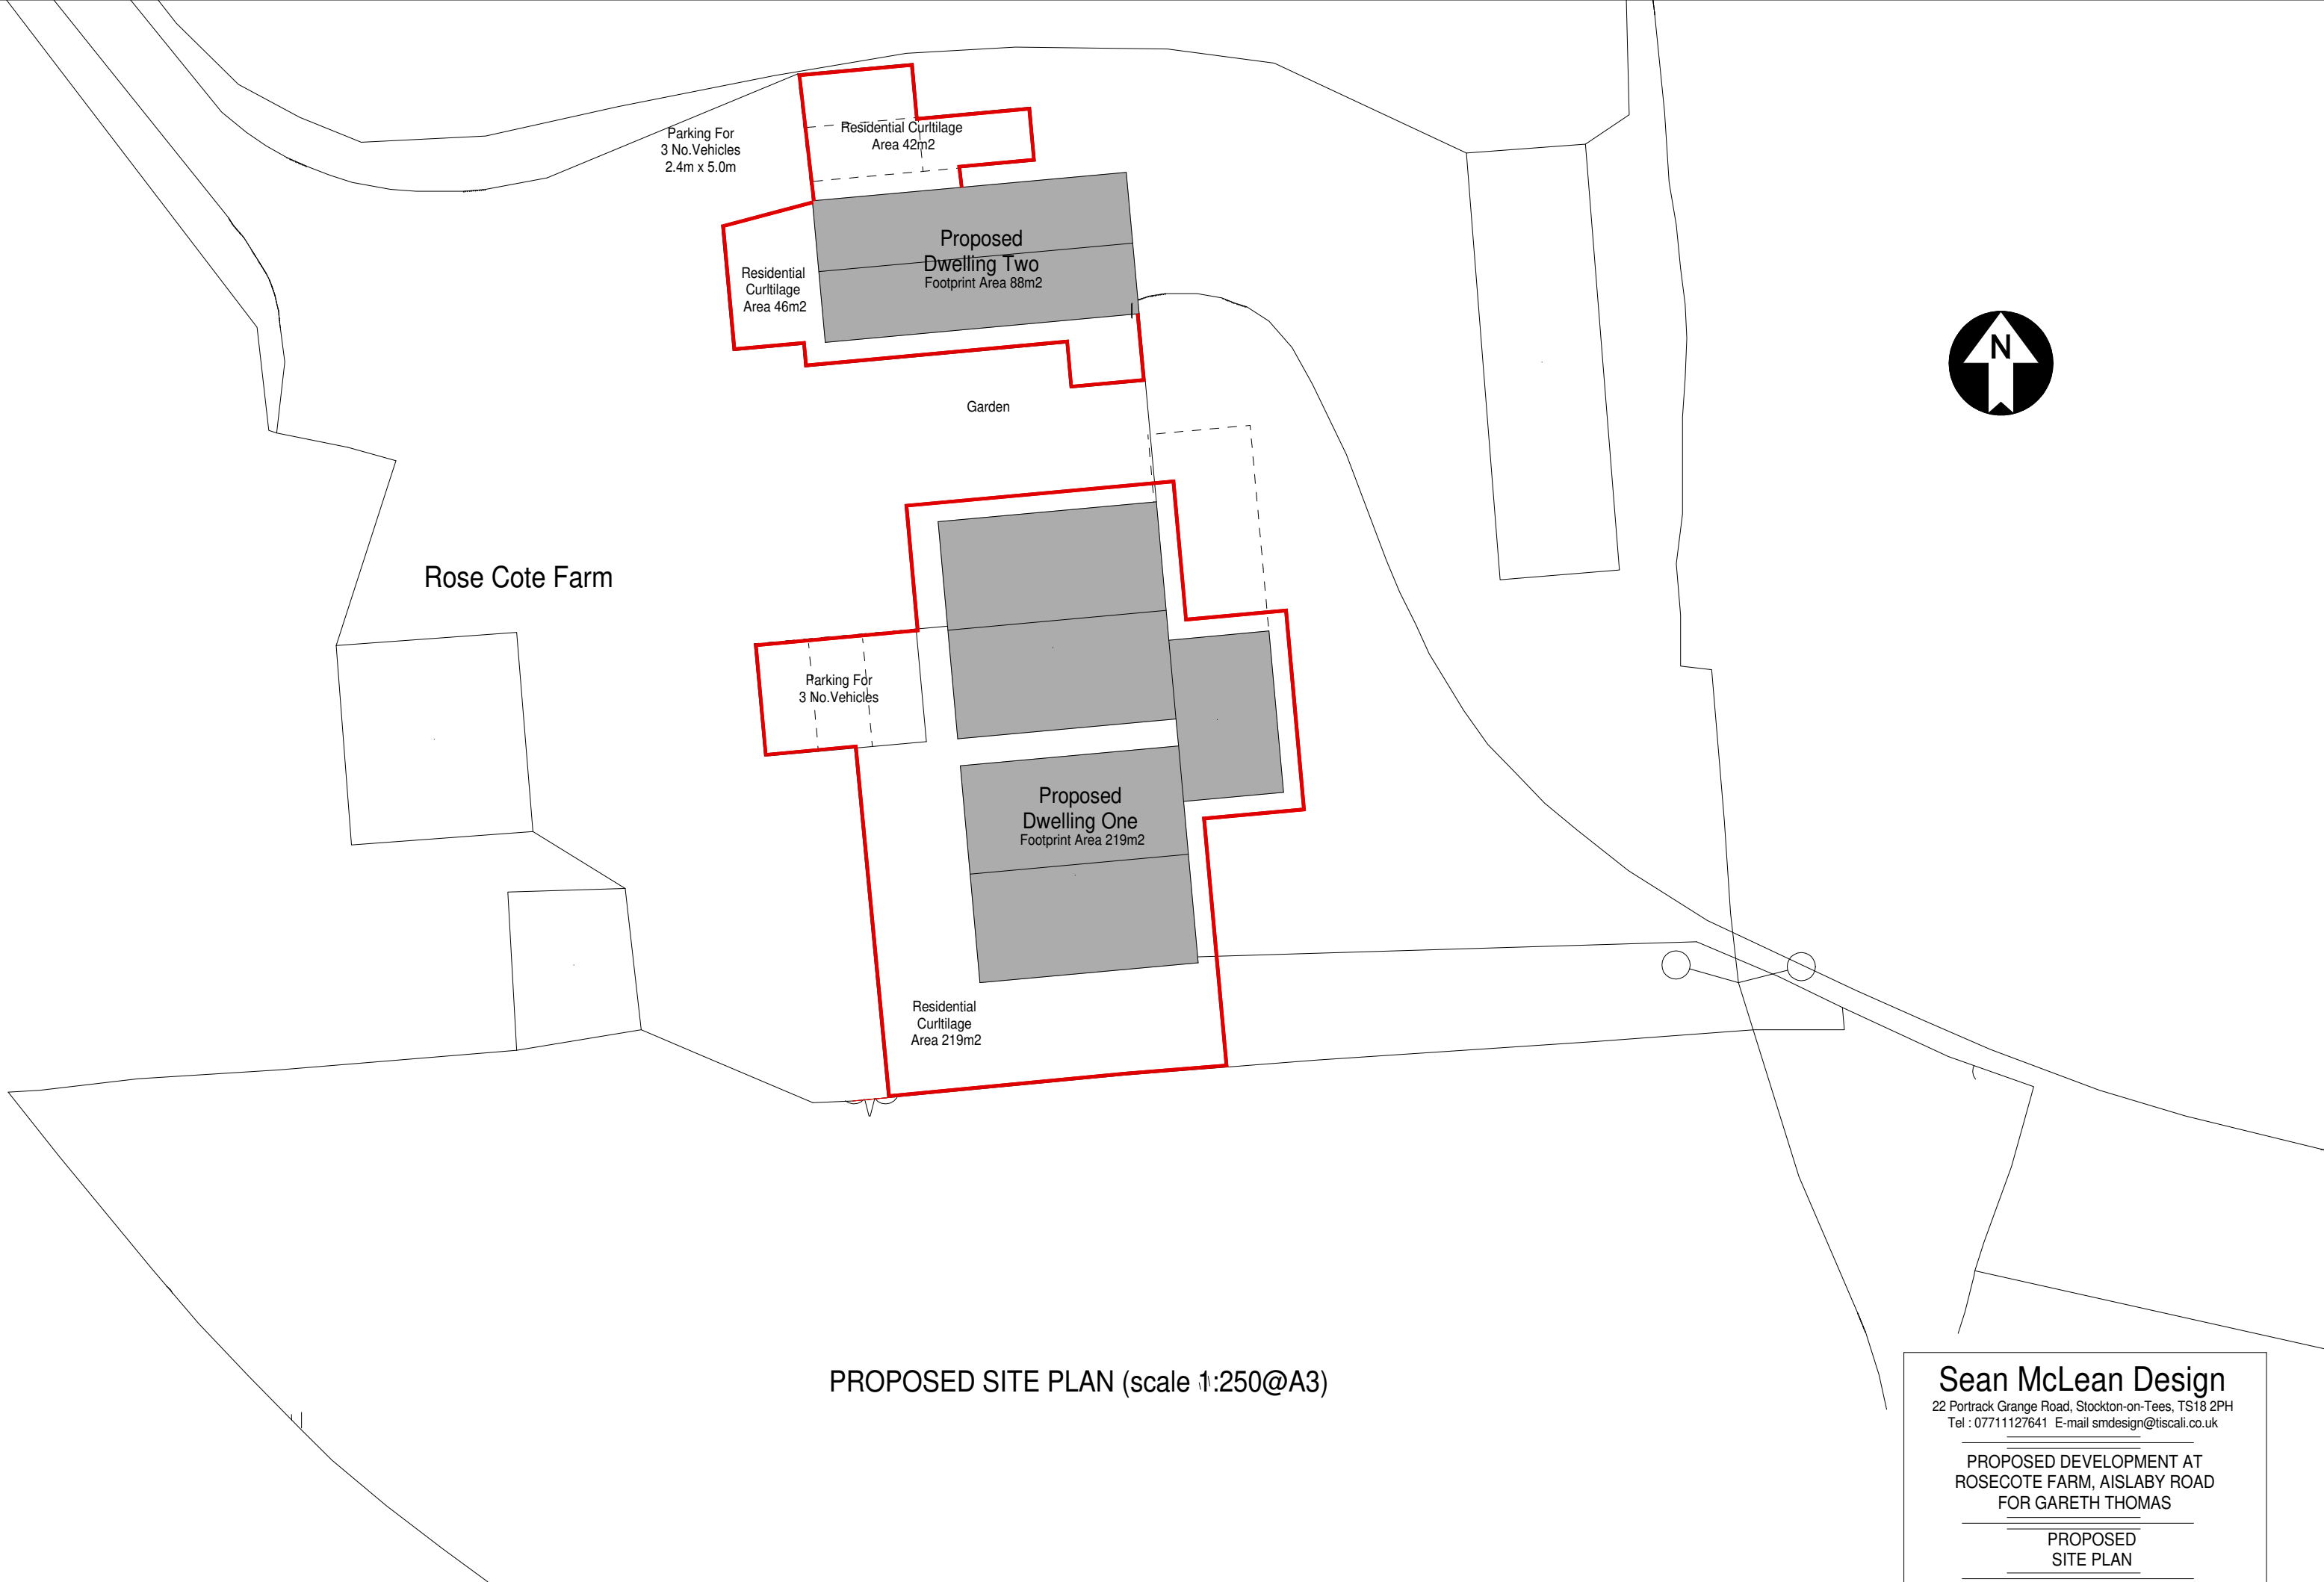 Parking For
3 No.Vehicles
2.4m x 5.0m
Residential Curltilage
Area 42m2
Proposed
Dwelling Two
Footprint Area 88m2
Residential
Curltilage
Area 46m2
N
Garden
Rose Cote Farm
Parking For
3 No.Vehicles
Proposed
Dwelling One
Footprint Area 219m2
Residential
Curltilage
Area 219m2
PROPOSED SITE PLAN (scale 1:250@A3)
Sean McLean Design
22 Portrack Grange Road, Stockton-on-Tees, TS18 2PH
Tel : 07711127641 E-mail smdesign@tiscali.co.uk
PROPOSED DEVELOPMENT AT
ROSECOTE FARM, AISLABY ROAD
FOR GARETH THOMAS
PROPOSED
SITE PLAN